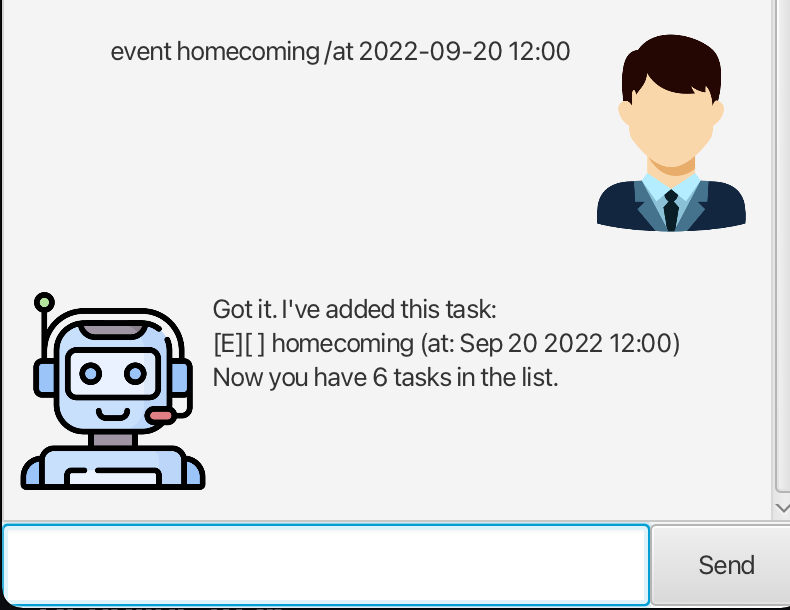 event homecoming /at 2022-09-20 12:00
Got it. I've added this task:
[E][ ] homecoming (at: Sep 20 2022 12:00)
Now you have 6 tasks in the list.
Send